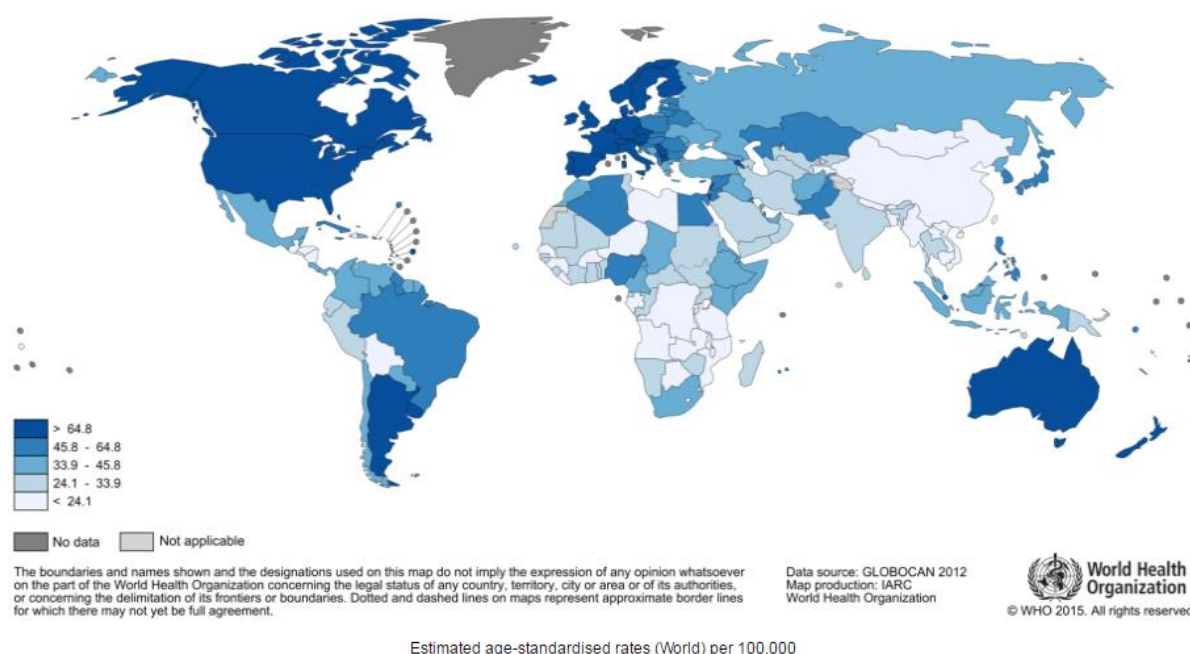 > 64.8
45.8 - 64.8
33.9 - 45.8
24.1 - 33.9
< 24.1
No data
Not applicable
The boundaries and names shown and the designations used on this map do not imply the expression of any opinion whatsoever
on the part of the World Health Organization concerning the legal status of any country, territory, city or area or of its authorities,
or concerning the delimitation of its frontiers or boundaries. Dotted and dashed lines on maps represent approximate border lines
for which there may not yet be full agreement.
Data source: GLOBOCAN 2012
Map production: IARC
World Health Organization
World Health
Organization
© WHO 2015. All rights reserved
Estimated age-standardised rates (World) per 100,000